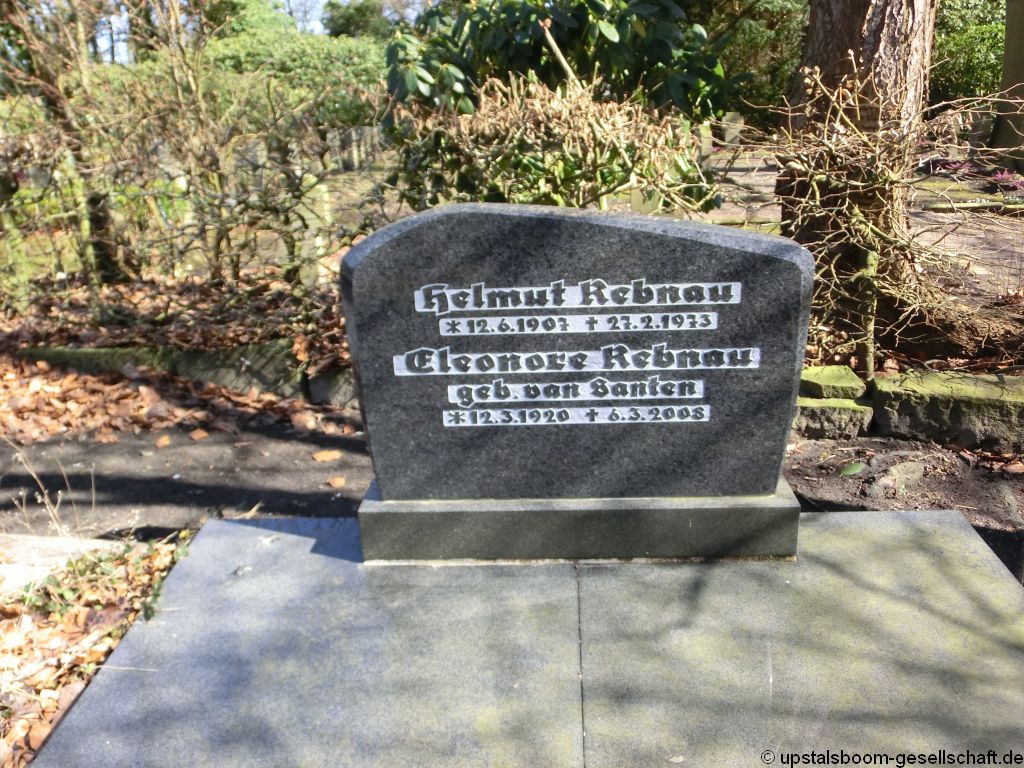 Helmut Rebnau
* 12.6.1907 † 27.2.1973
Eleonore Rebnau
geb. van Santen
* 12.3.1920 † 6.3.2008
© upstalsboom-gesellschaft.de